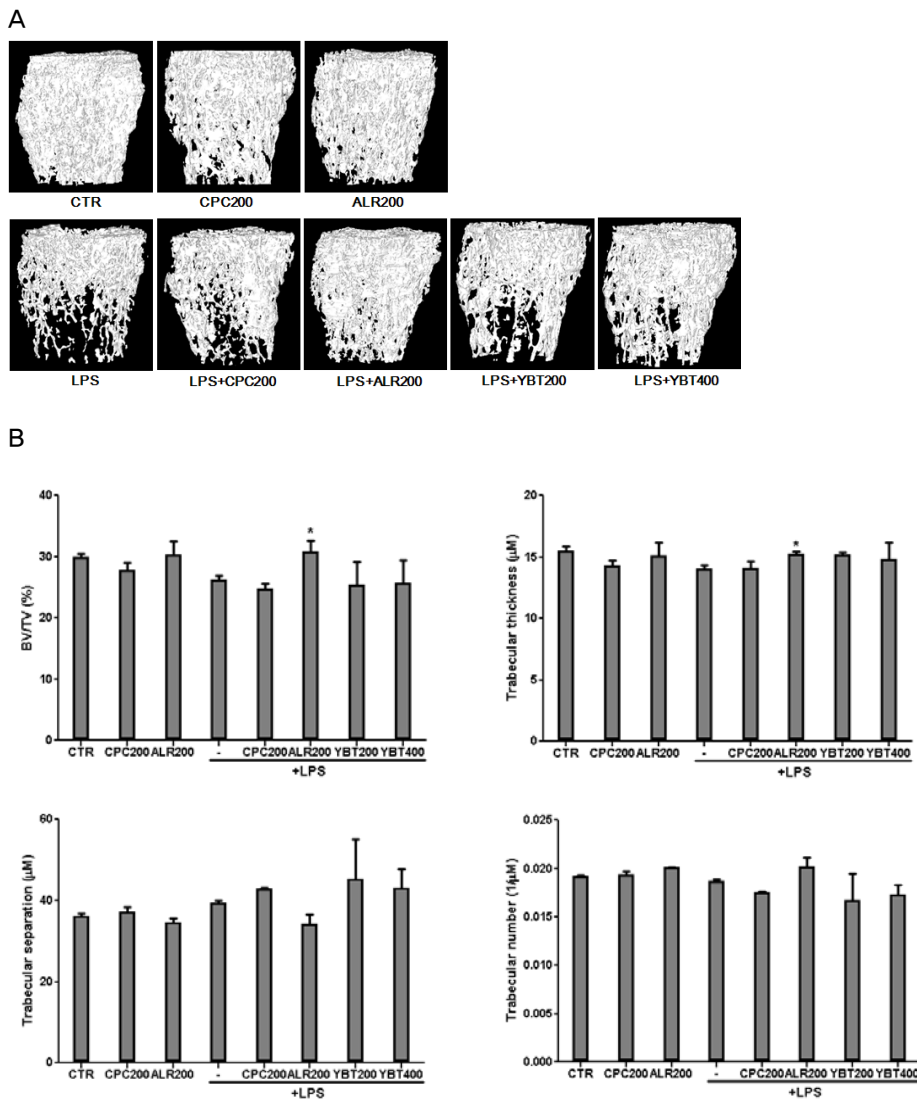 A
CTR CPC200 ALR200
LPS LPS+CPC200 LPS+ALR200 LPS+YBT200 LPS+YBT400
B
BV/TV (%)
40
30
20
10
0
CTR CPC200 ALR200 - CPC200 ALR200 YBT200 YBT400
+LPS
*
Trabecular thickness (µM)
20
15
10
5
0
CTR CPC200 ALR200 - CPC200 ALR200 YBT200 YBT400
+LPS
*
Trabecular separation (µM)
60
40
20
0
CTR CPC200 ALR200 - CPC200 ALR200 YBT200 YBT400
+LPS
Trabecular number (1/µM)
0.025
0.020
0.015
0.010
0.005
0.000
CTR CPC200 ALR200 - CPC200 ALR200 YBT200 YBT400
+LPS